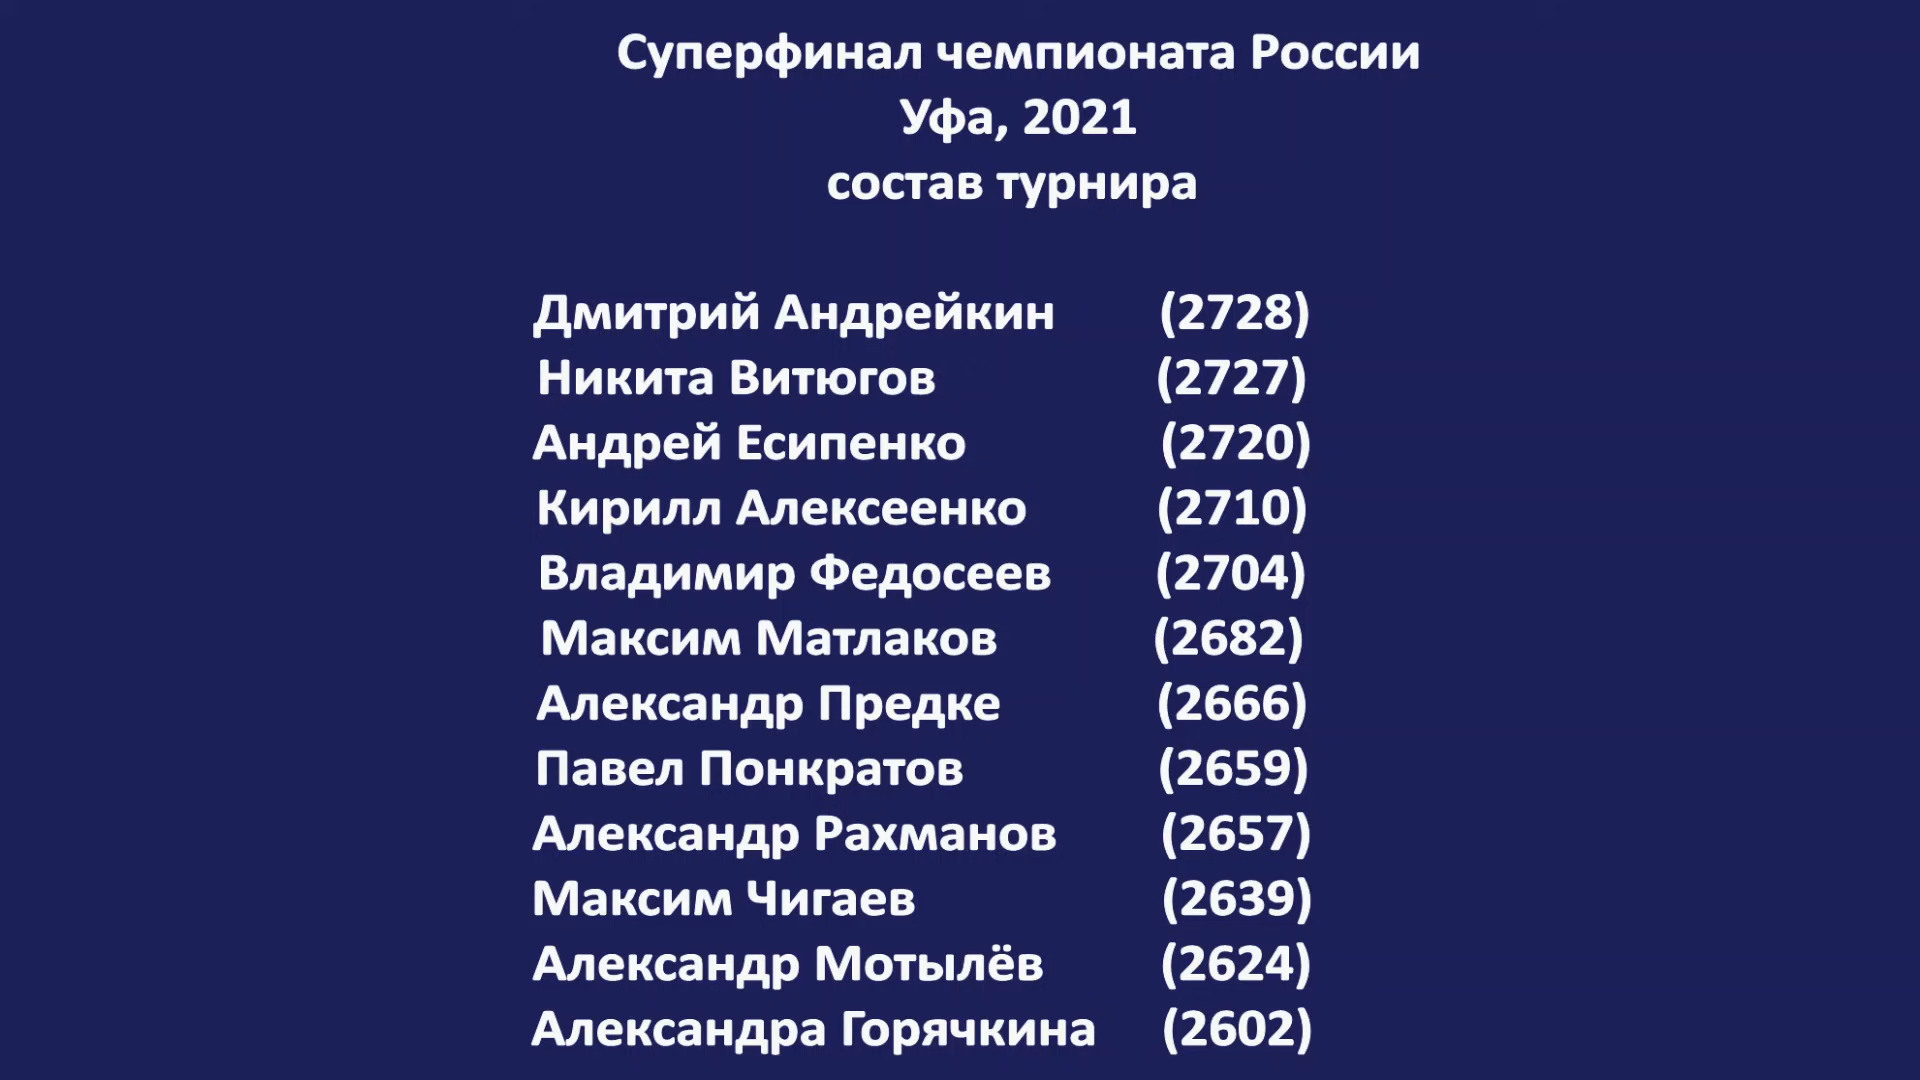 Суперфинал чемпионата России
Уфа, 2021
состав турнира
Дмитрий Андрейкин (2728)
Никита Витюгов (2727)
Андрей Есипенко (2720)
Кирилл Алексеенко (2710)
Владимир Федосеев (2704)
Максим Матлаков (2682)
Александр Предке (2666)
Павел Понкратов (2659)
Александр Рахманов (2657)
Максим Чигаев (2639)
Александр Мотылёв (2624)
Александра Горячкина (2602)